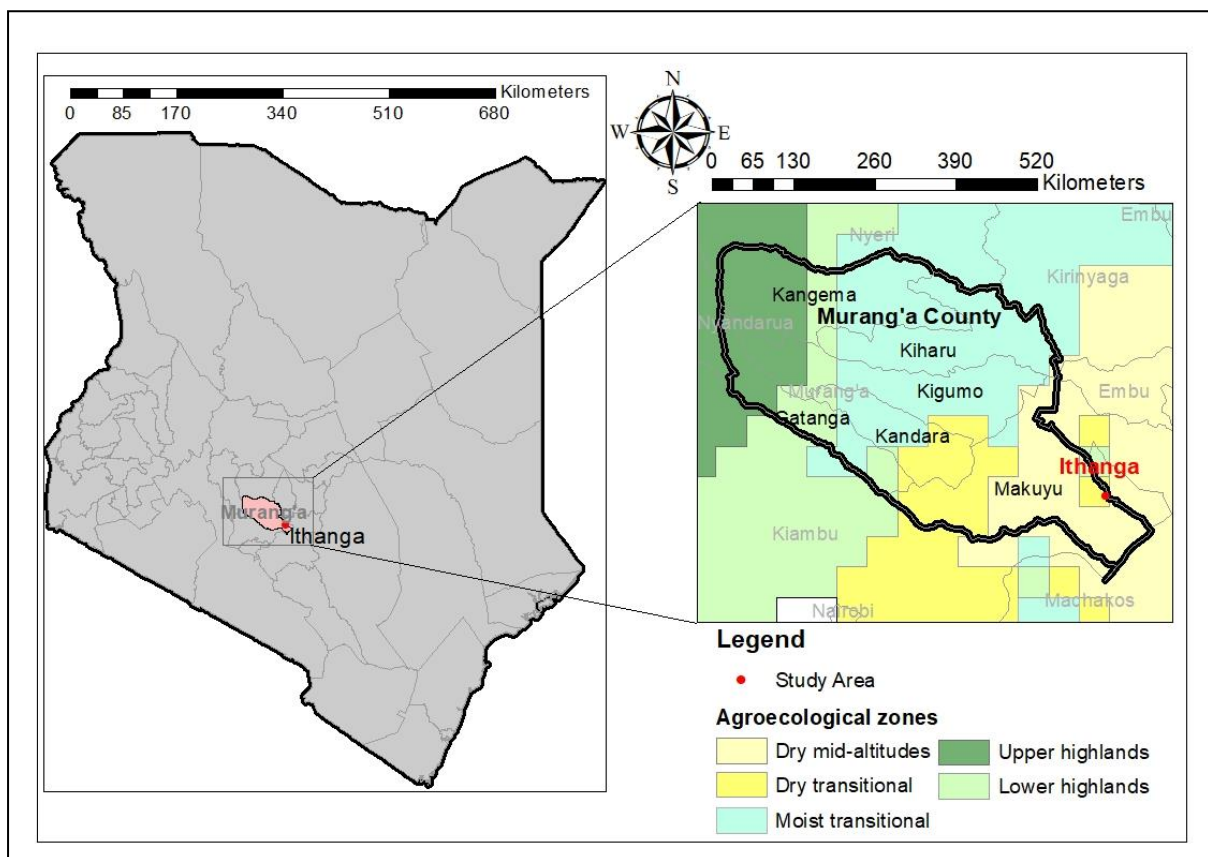 Kilometers
0 85 170 340 510 680
Murang'a
Ithanga
N
W E
S
0 65 130 260 390 520
Kilometers
Embu
Nyeri
Kirinyaga
Kangema
Nyandarua
Murang'a County
Kiharu
Murang'a
Kigumo
Embu
Gatanga
Kandara
Ithanga
Makuyu
Kiambu
Nairobi
Machakos
Legend
Study Area
Agroecological zones
Dry mid-altitudes
Upper highlands
Dry transitional
Lower highlands
Moist transitional